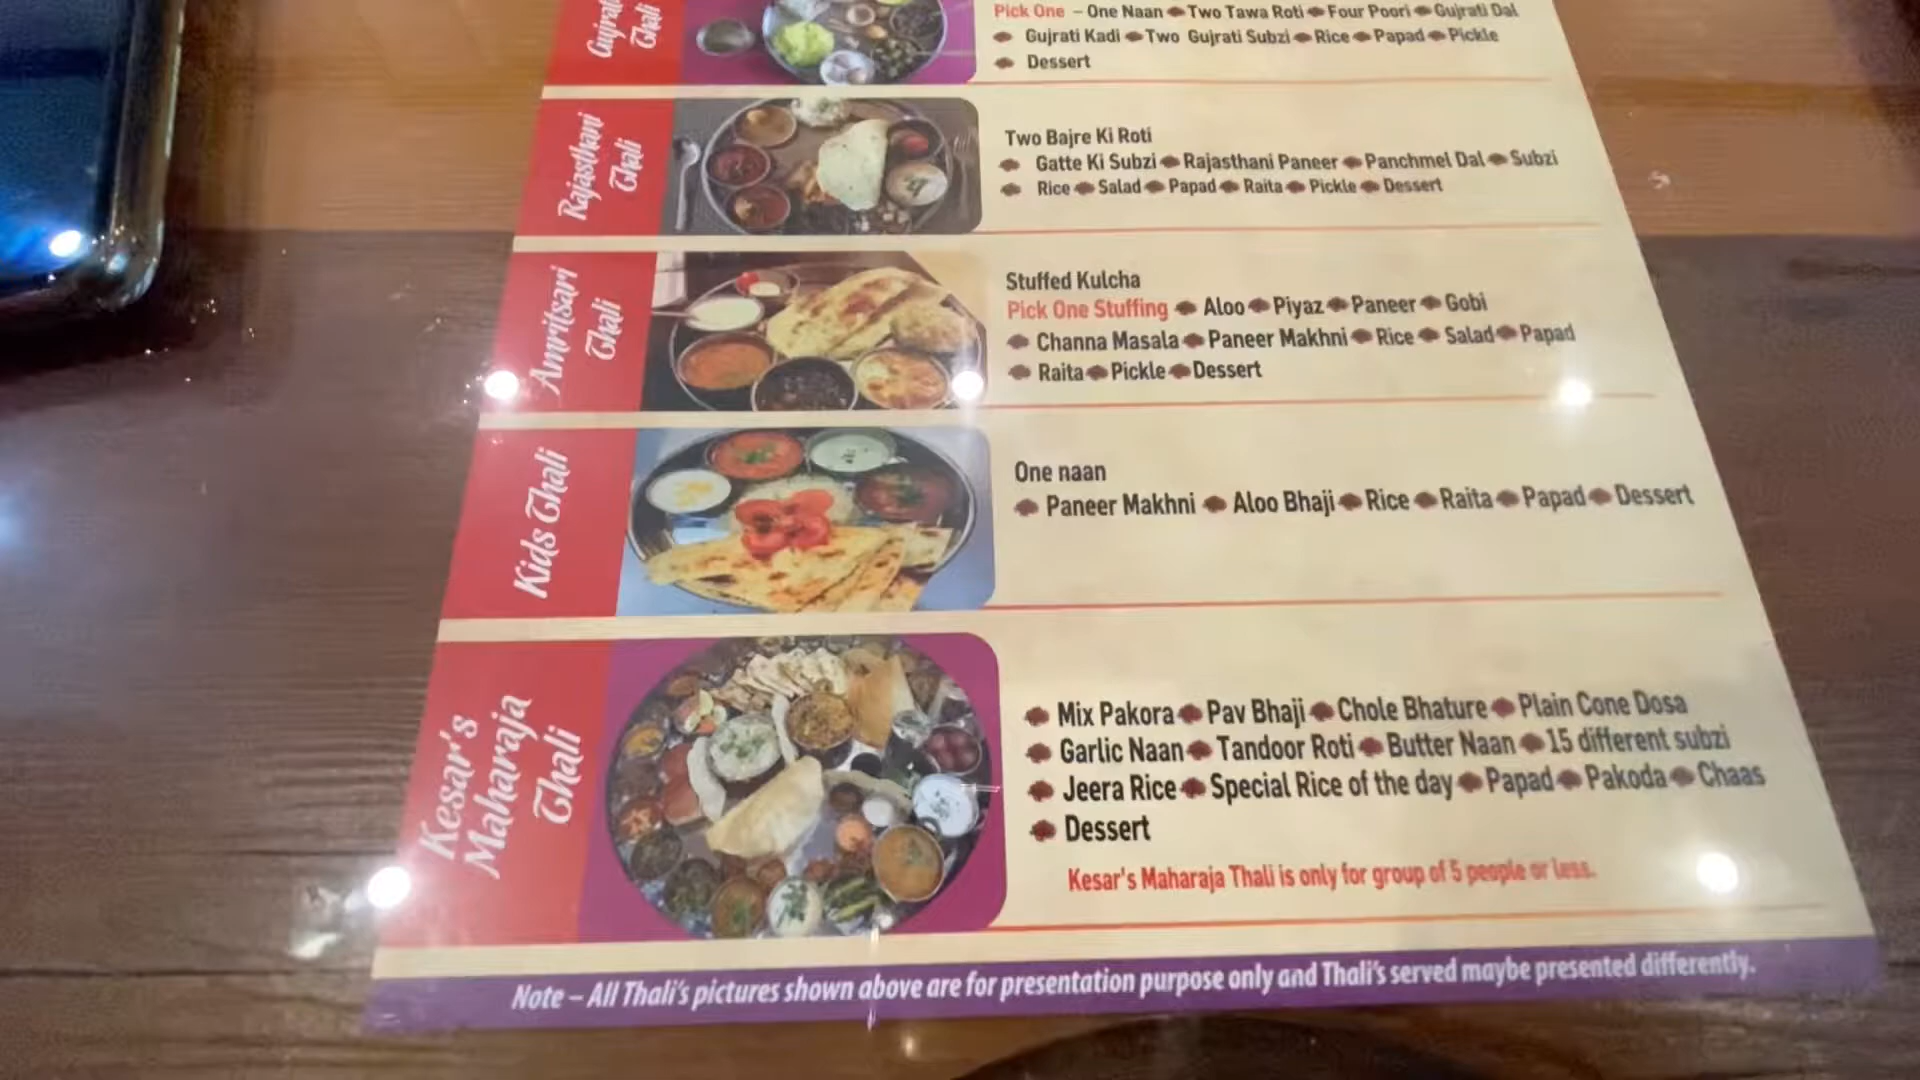 Gujrati
Thali
Pick One – One Naan Two Tawa Roti Four Poori Gujrati Dal
Gujrati Kadi Two Gujrati Subzi Rice Papad Pickle
Dessert
Rajasthani
Thali
Two Bajre Ki Roti
Gatte Ki Subzi Rajasthani Paneer Panchmel Dal Subzi
Rice Salad Papad Raita Pickle Dessert
Amritsari
Thali
Stuffed Kulcha
Pick One Stuffing Aloo Piyaz Paneer Gobi
Channa Masala Paneer Makhni Rice Salad Papad
Raita Pickle Dessert
Kids Thali
One naan
Paneer Makhni Aloo Bhaji Rice Raita Papad Dessert
Kesar's
Maharaja
Thali
Mix Pakora Pav Bhaji Chole Bhature Plain Cone Dosa
Garlic Naan Tandoor Roti Butter Naan 15 different subzi
Jeera Rice Special Rice of the day Papad Pakoda Chaas
Dessert
Kesar's Maharaja Thali is only for group of 5 people or less.
Note – All Thali's pictures shown above are for presentation purpose only and Thali's served maybe presented differently.